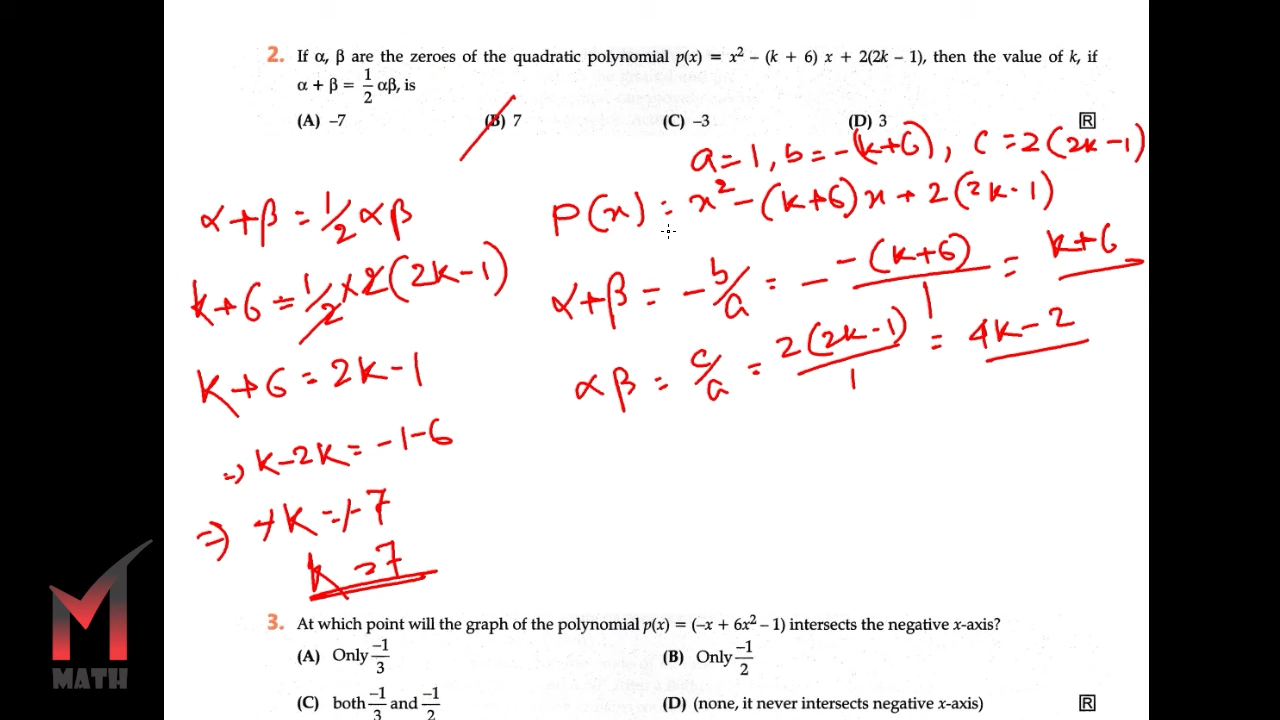 2. If α, β are the zeroes of the quadratic polynomial p(x) = x² – (k + 6) x + 2(2k – 1), then the value of k, if
α + β = 1/2 αβ, is
(A) –7 (B) 7 (C) –3 (D) 3 R
a = 1, b = -(k+6), c = 2(2k-1)
α+β = 1/2 αβ
P(x) = x² - (k+6)x + 2(2k-1)
k+6 = 1/2 × 2(2k-1)
α+β = -b/a = - -(k+6)/1 = k+6
αβ = c/a = 2(2k-1)/1 = 4k-2
k+6 = 2k-1
⇒ k-2k = -1-6
⇒ -k = -7
k = 7
3. At which point will the graph of the polynomial p(x) = (–x + 6x² – 1) intersects the negative x-axis?
(A) Only -1/3 (B) Only -1/2
(C) both -1/3 and -1/2 (D) (none, it never intersects negative x-axis) R
M
MATH